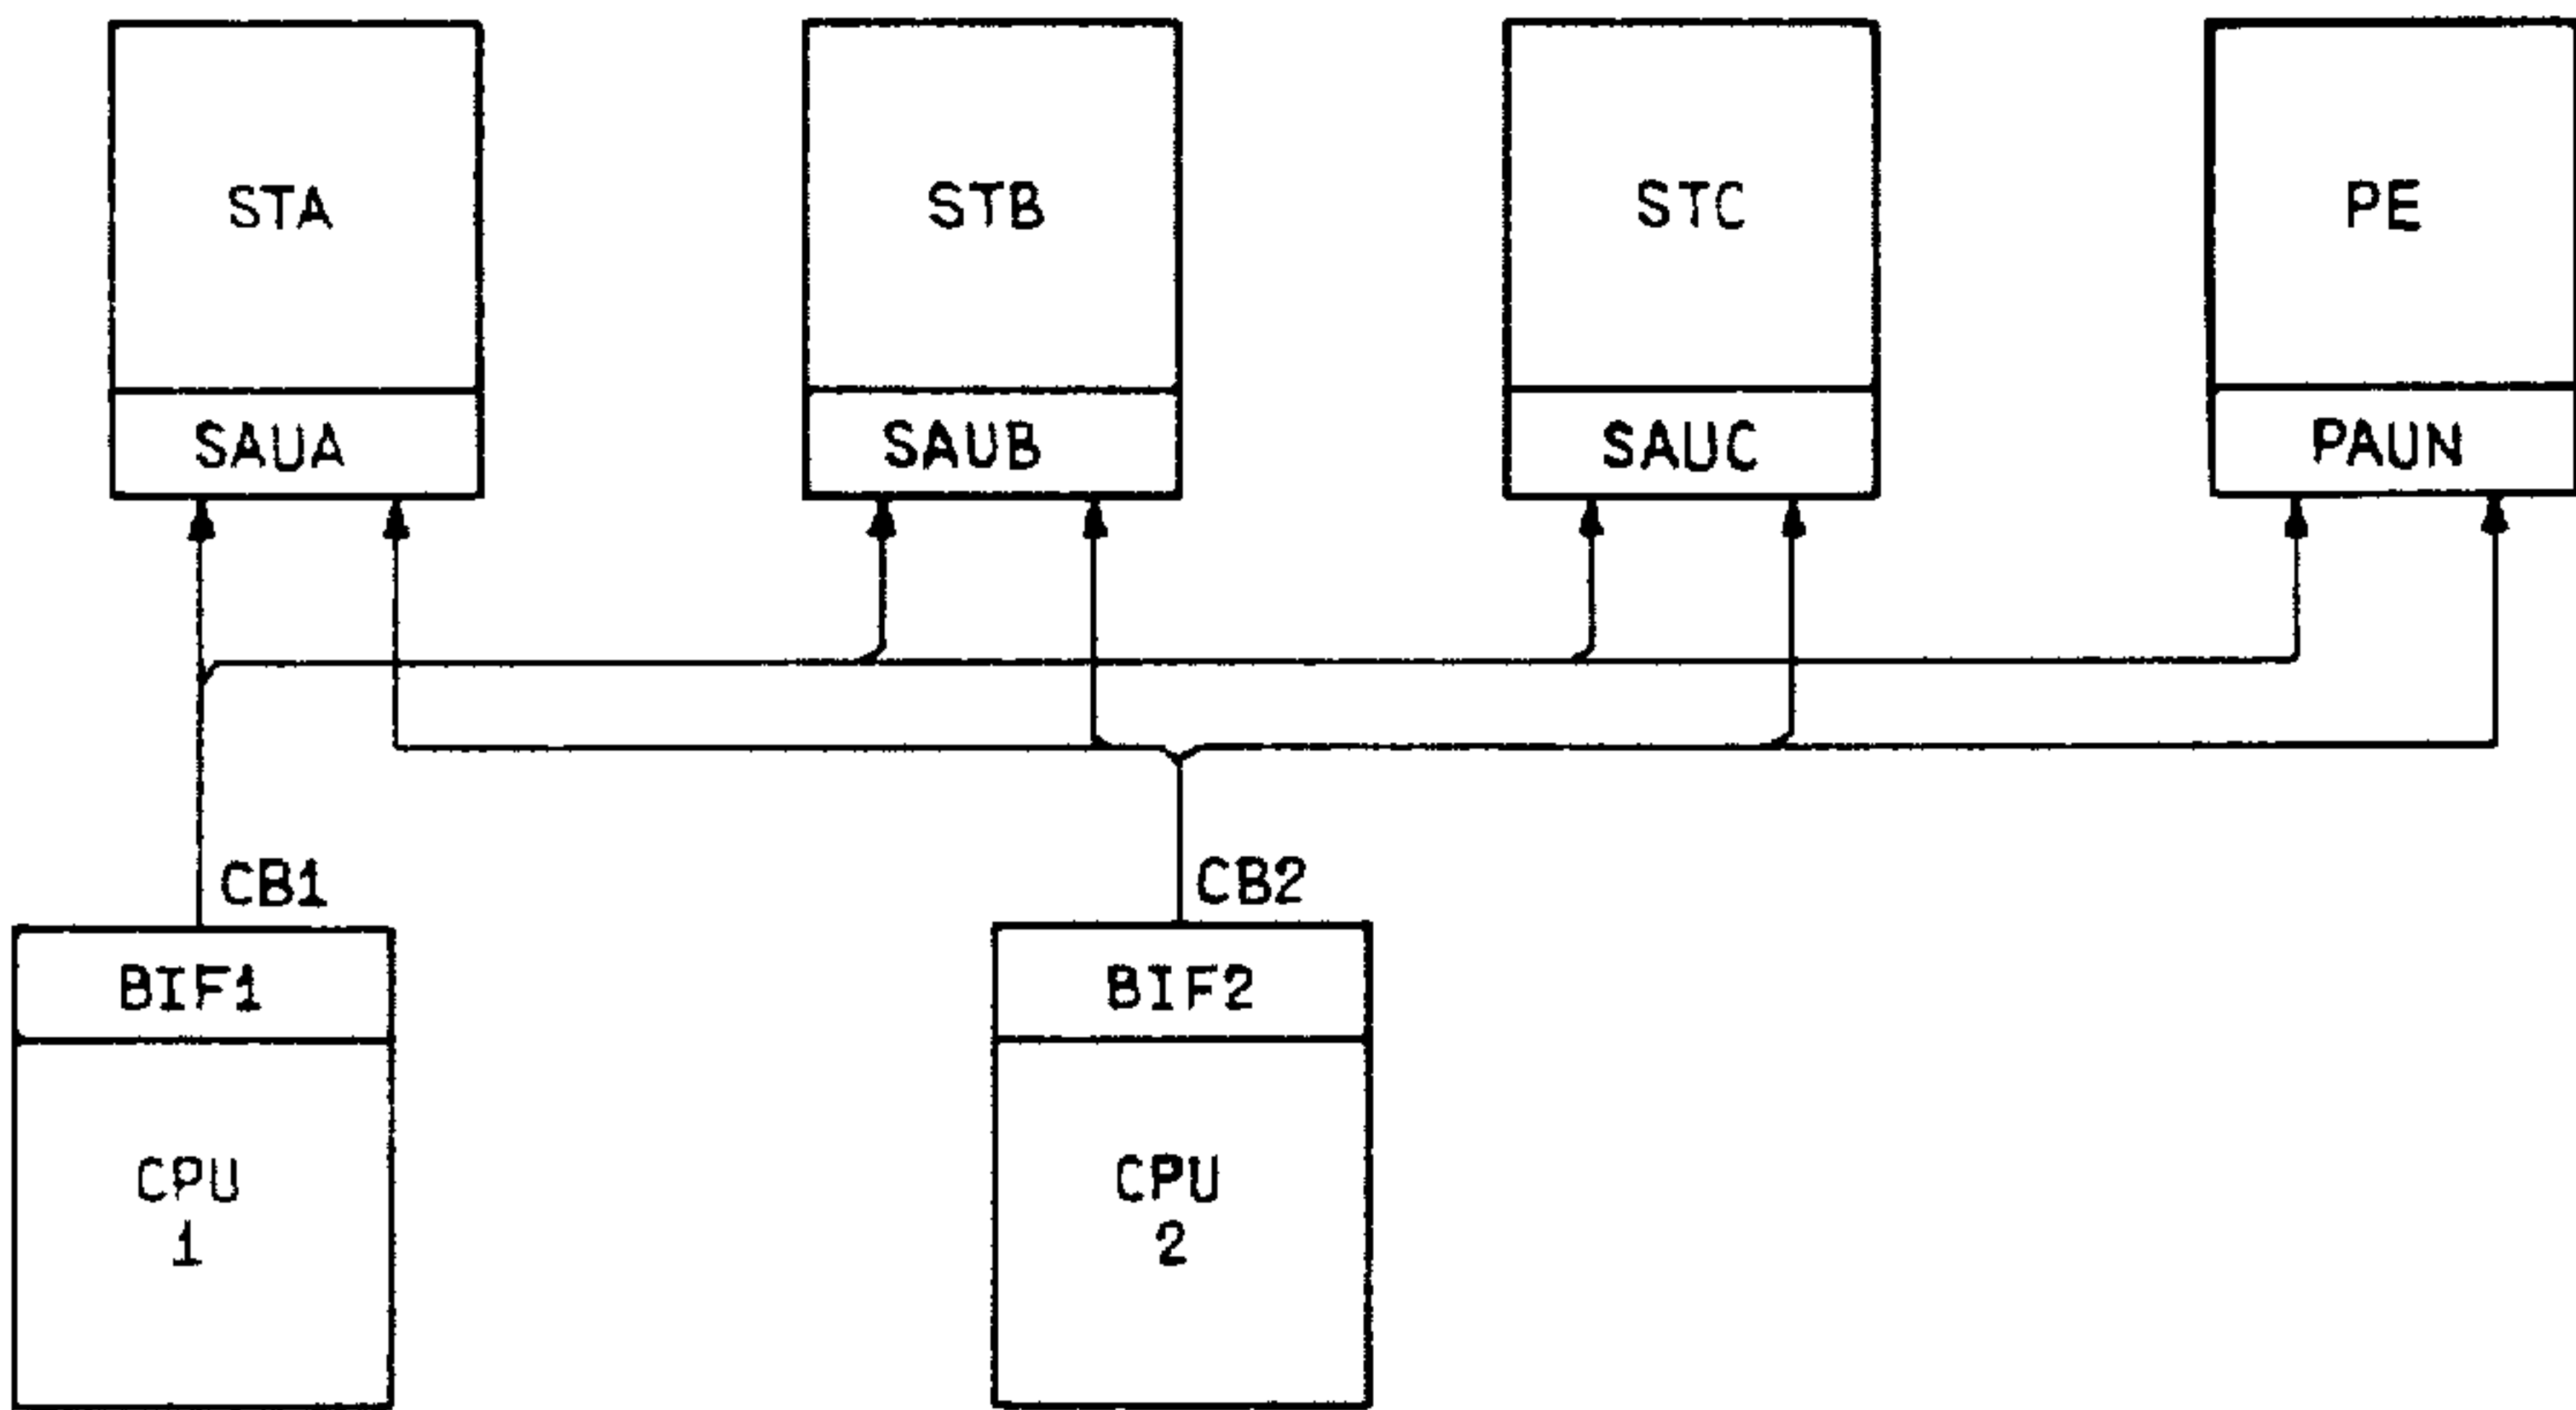 STA STB STC PE
SAUA SAUB SAUC PAUN
CB1 CB2
BIF1 BIF2
CPU CPU
1 2